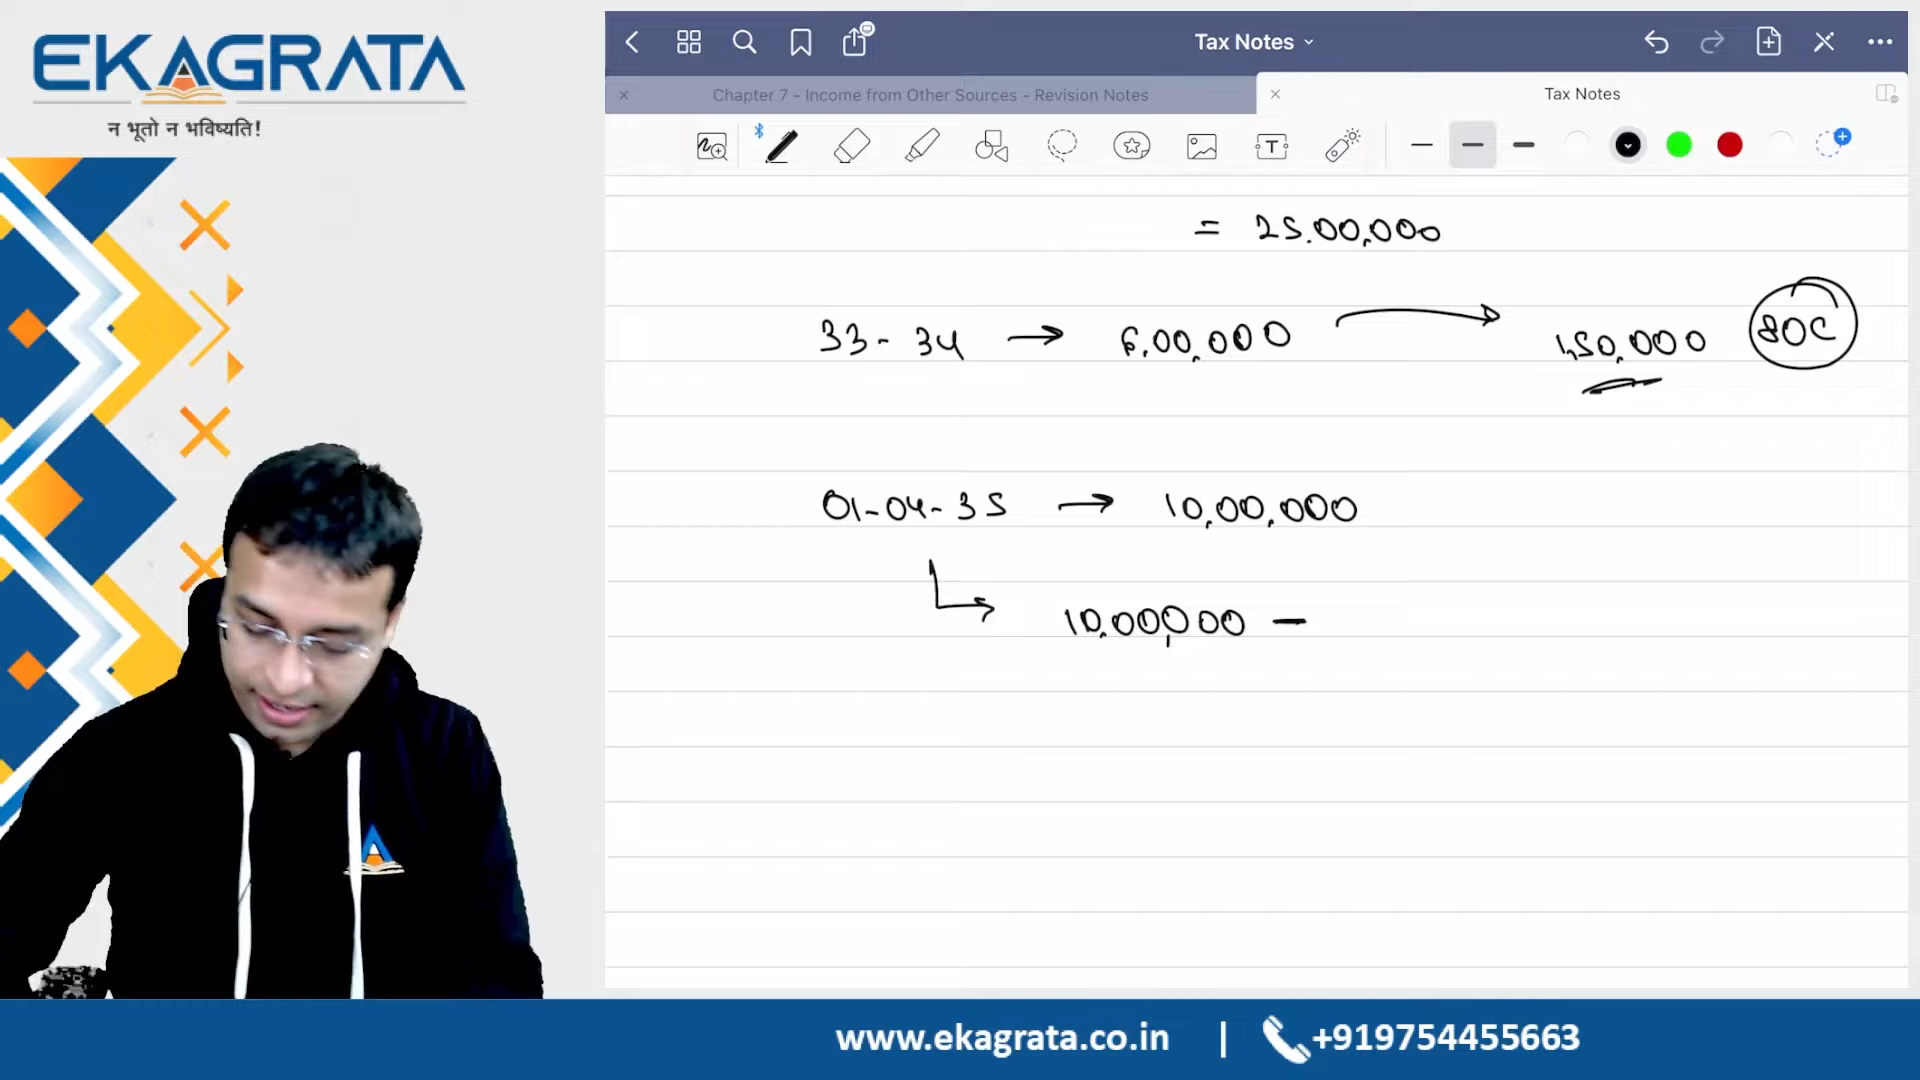 EKAGRATA
न भूतो न भविष्यति!
Tax Notes
Chapter 7 - Income from Other Sources - Revision Notes
Tax Notes
= 25.00,000
33- 34 → 6,00,000 → 1,50,000 80C
01-04-35 → 10,00,000
10,00,000 -
www.ekagrata.co.in | +919754455663